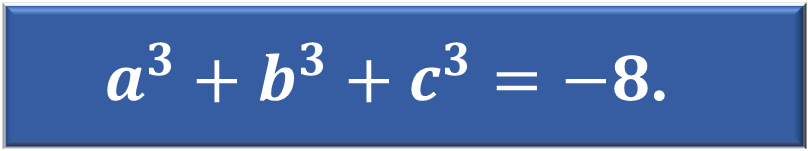 a³ + b³ + c³ = −8.